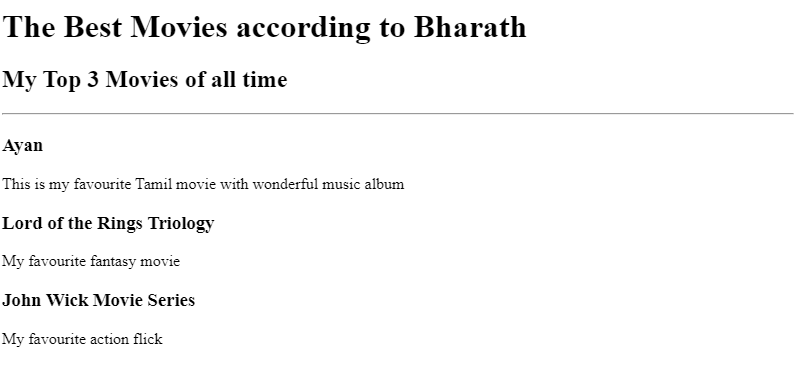 The Best Movies according to Bharath
My Top 3 Movies of all time
Ayan
This is my favourite Tamil movie with wonderful music album
Lord of the Rings Triology
My favourite fantasy movie
John Wick Movie Series
My favourite action flick